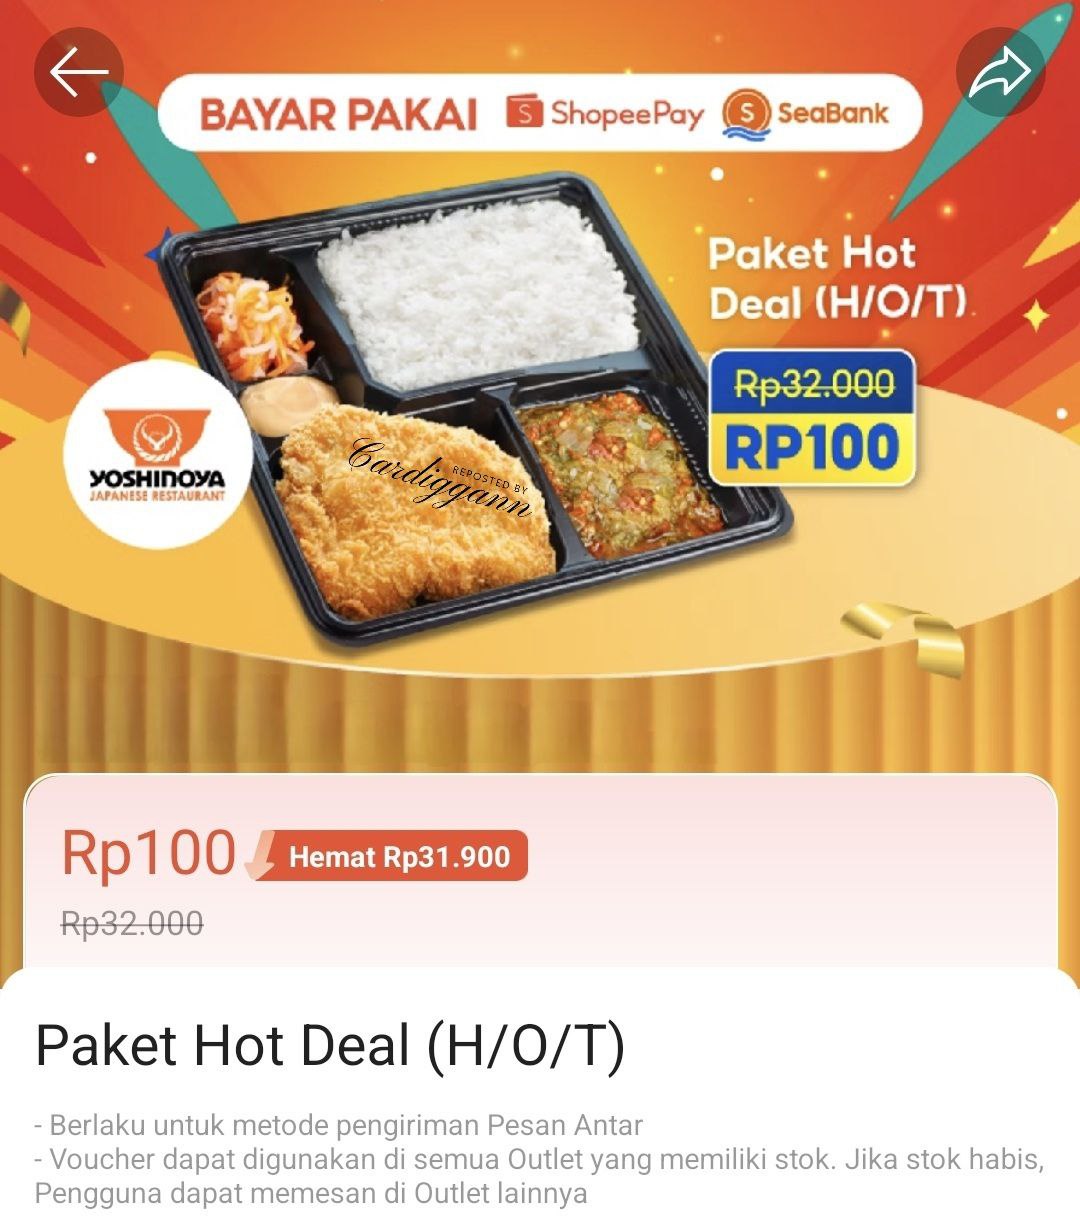 BAYAR PAKAI ShopeePay SeaBank
Paket Hot
Deal (H/O/T)
Rp32.000
RP100
YOSHINOYA
JAPANESE RESTAURANT
REPOSTED BY
Cardiggann
Rp100 Hemat Rp31.900
Rp32.000
Paket Hot Deal (H/O/T)
- Berlaku untuk metode pengiriman Pesan Antar
- Voucher dapat digunakan di semua Outlet yang memiliki stok. Jika stok habis,
Pengguna dapat memesan di Outlet lainnya